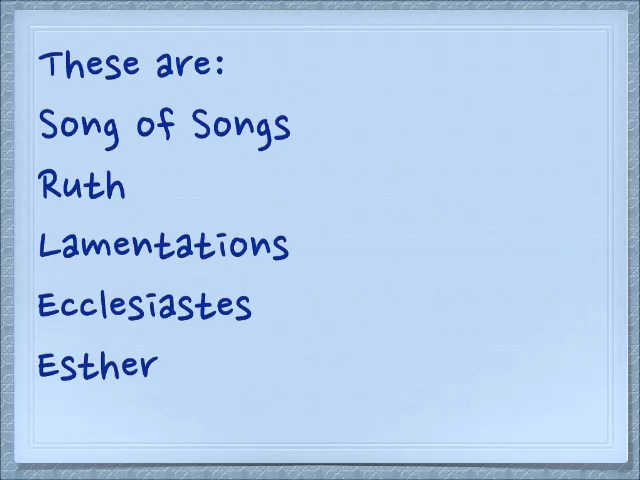 These are:
Song of Songs
Ruth
Lamentations
Ecclesiastes
Esther